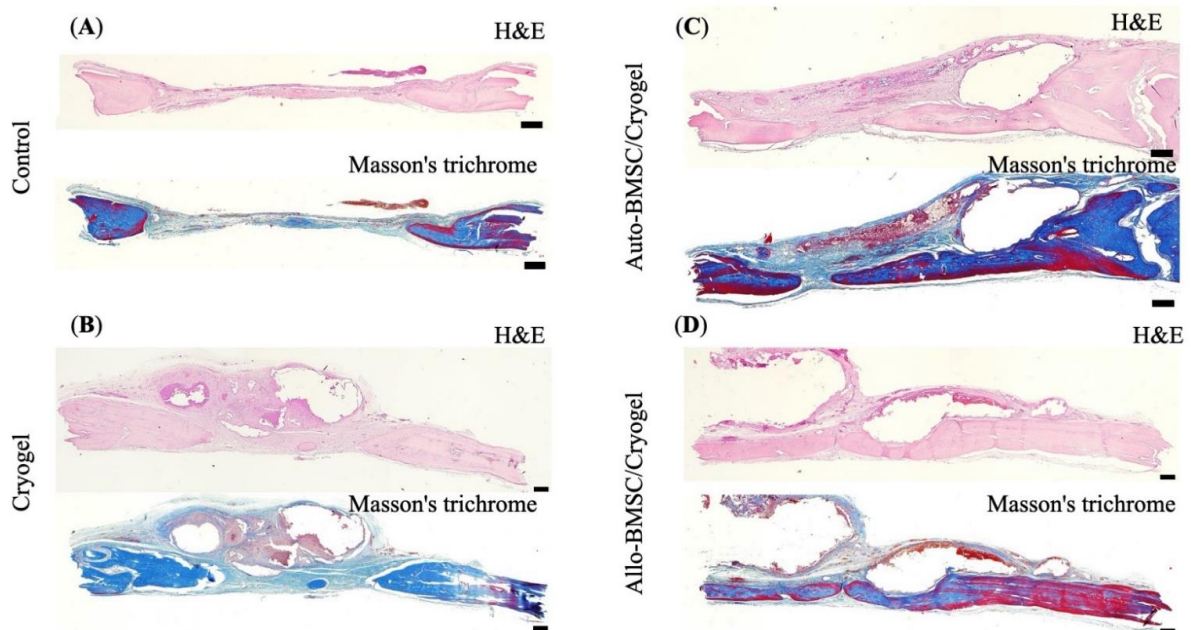 (A)
H&E
Control
Masson's trichrome
(B)
H&E
Cryogel
Masson's trichrome
(C)
H&E
Auto-BMSC/Cryogel
Masson's trichrome
(D)
H&E
Allo-BMSC/Cryogel
Masson's trichrome